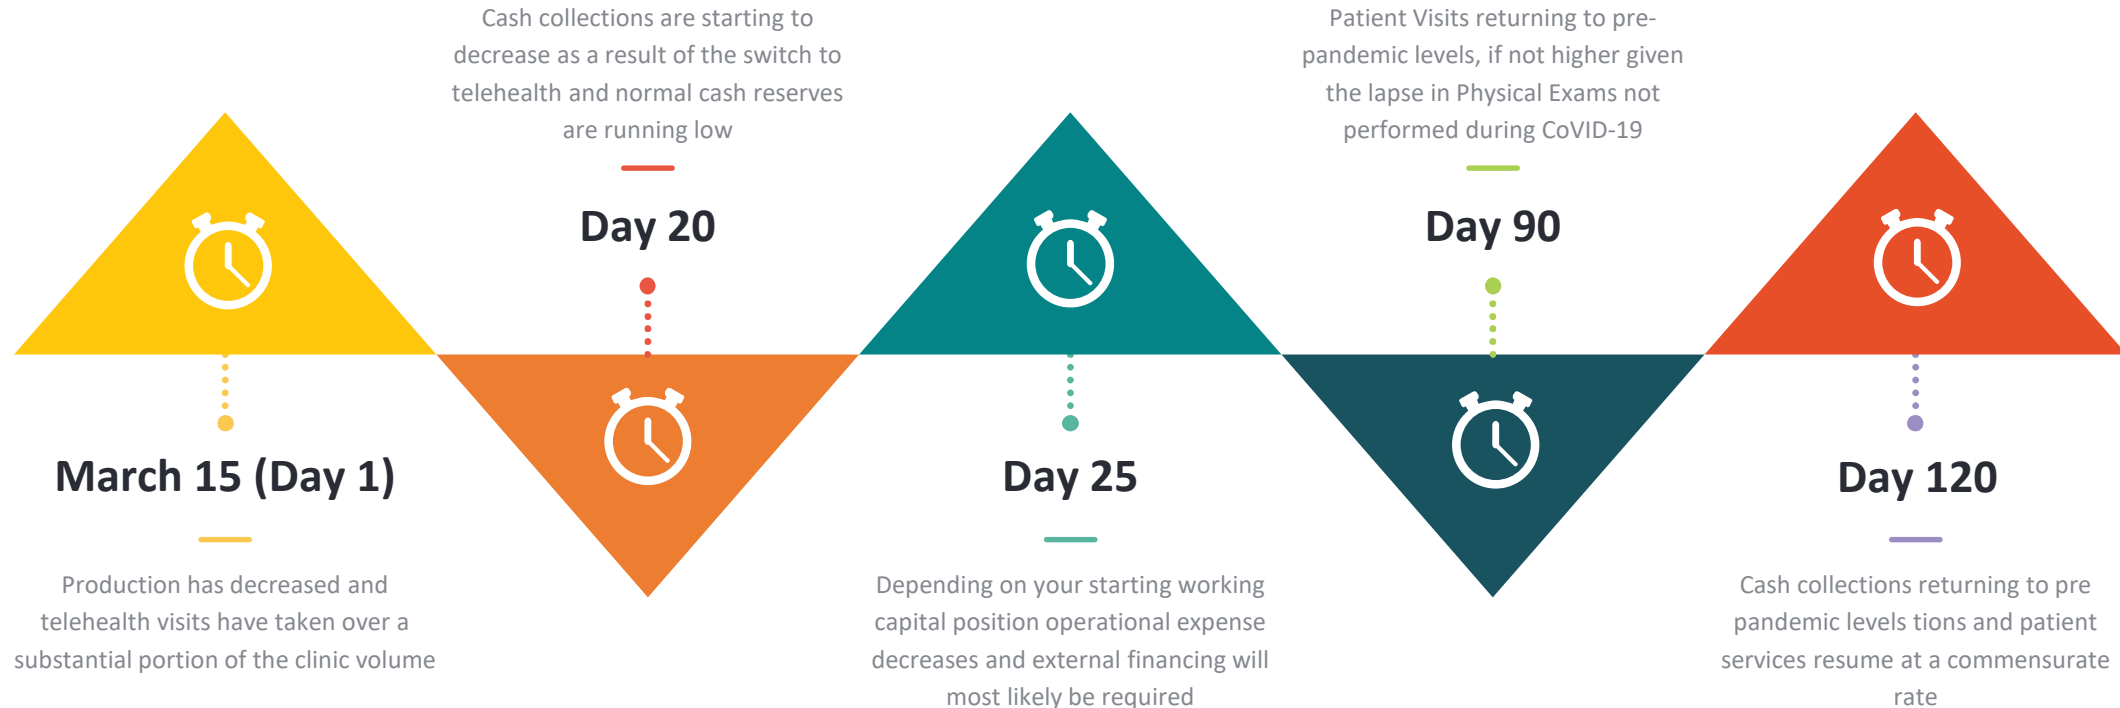 March 15 (Day 1)
Production has decreased and
telehealth visits have taken over a
substantial portion of the clinic volume
Cash collections are starting to
decrease as a result of the switch to
telehealth and normal cash reserves
are running low
Day 20
Day 25
Depending on your starting working
capital position operational expense
decreases and external financing will
most likely be required
Patient Visits returning to pre-
pandemic levels, if not higher given
the lapse in Physical Exams not
performed during CoVID-19
Day 90
Day 120
Cash collections returning to pre
pandemic levels tions and patient
services resume at a commensurate
rate